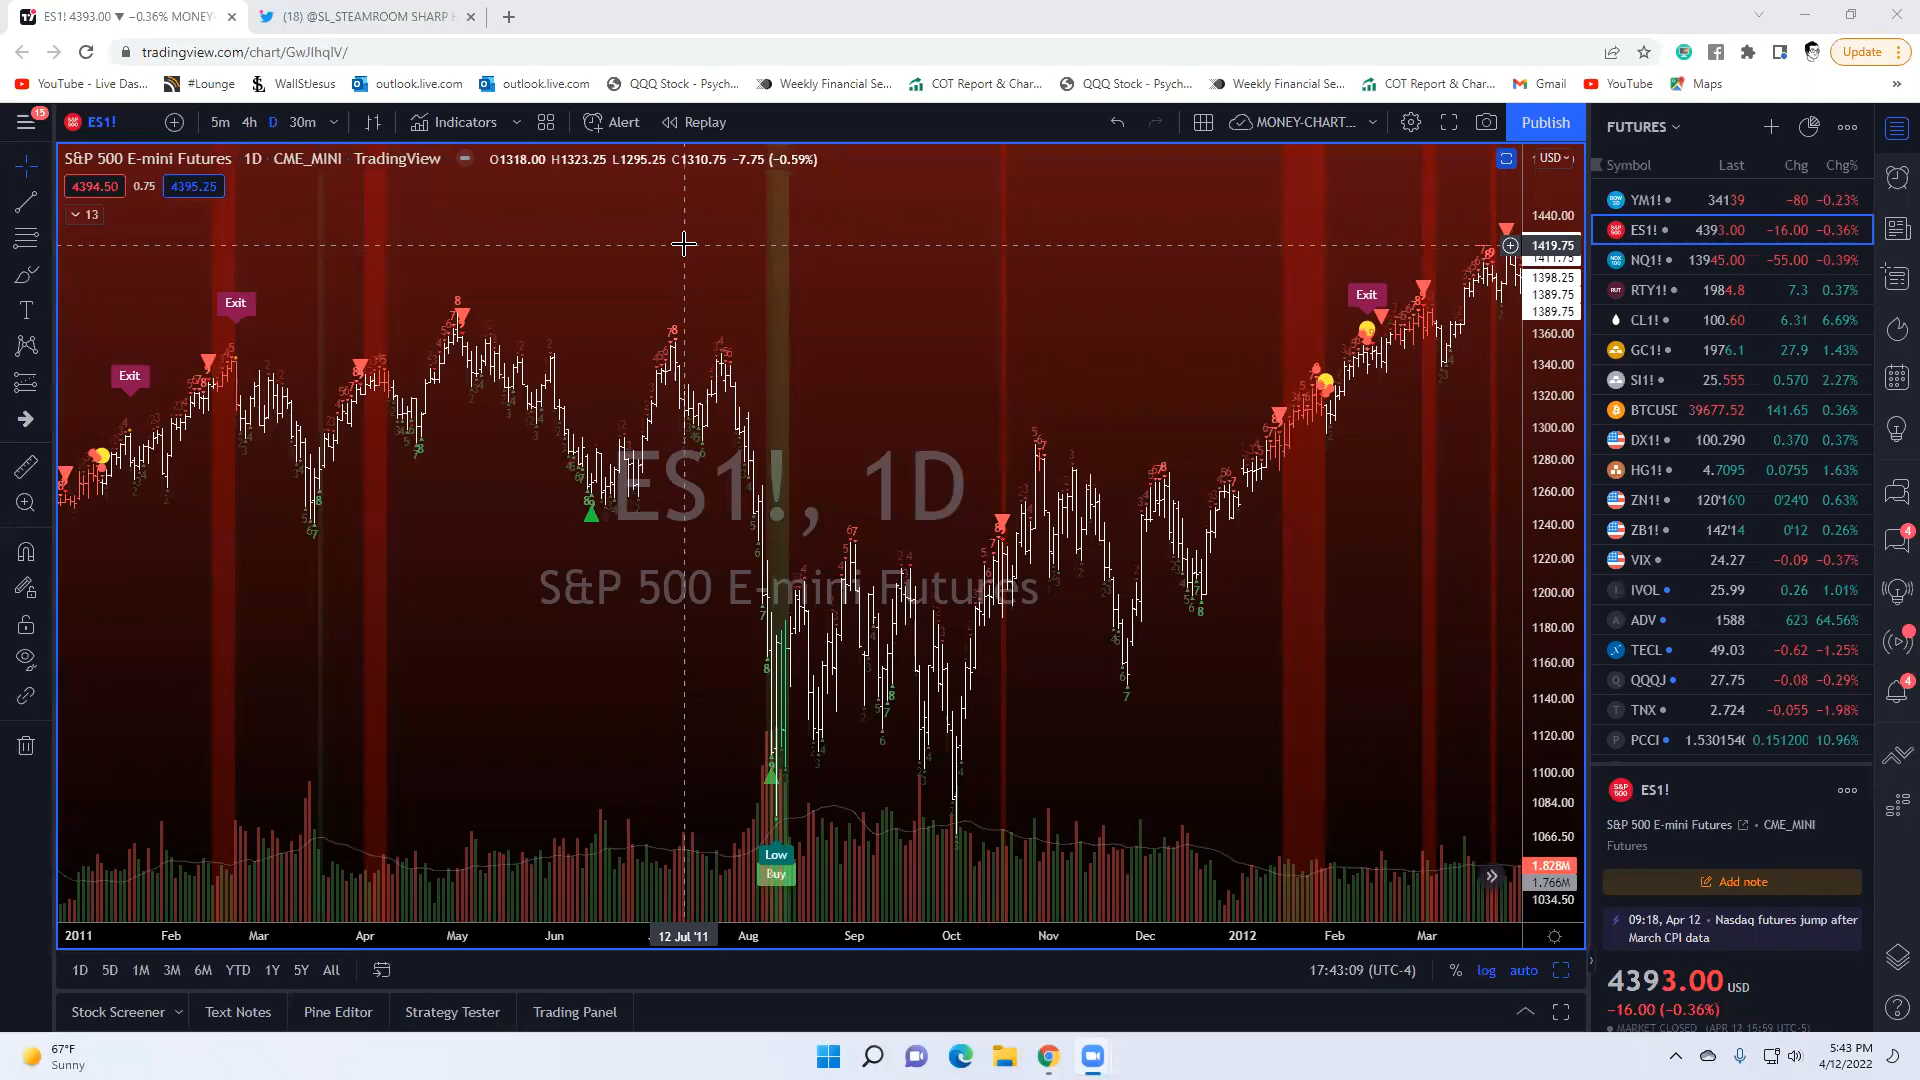 ES1! 4393.00 ▼ −0.36% MONEY-
(18) @SL_STEAMROOM SHARP
tradingview.com/chart/GwJIhqIV/
Update
YouTube - Live Das...
#Lounge
WallStJesus
outlook.live.com
outlook.live.com
QQQ Stock - Psych...
Weekly Financial Se...
COT Report & Char...
QQQ Stock - Psych...
Weekly Financial Se...
COT Report & Char...
Gmail
YouTube
Maps
15
ES1!
5m 4h D 30m
Indicators
Alert
Replay
MONEY-CHART...
Publish
S&P 500 E-mini Futures 1D CME_MINI TradingView
O1318.00 H1323.25 L1295.25 C1310.75 −7.75 (−0.59%)
USD
4394.50 0.75 4395.25
13
Exit
Exit
Exit
ES1!, 1D
S&P 500 E-mini Futures
Low
Buy
1440.00
1419.75
1411.75
1398.25
1389.75
1389.75
1360.00
1340.00
1320.00
1300.00
1280.00
1260.00
1240.00
1220.00
1200.00
1180.00
1160.00
1140.00
1120.00
1100.00
1084.00
1066.50
1.828M
1.766M
1034.50
2011 Feb Mar Apr May Jun 12 Jul '11 Aug Sep Oct Nov Dec 2012 Feb Mar
1D 5D 1M 3M 6M YTD 1Y 5Y All
17:43:09 (UTC-4) % log auto
Stock Screener Text Notes Pine Editor Strategy Tester Trading Panel
FUTURES
Symbol Last Chg Chg%
YM1! 34139 −80 −0.23%
ES1! 4393.00 −16.00 −0.36%
NQ1! 13945.00 −55.00 −0.39%
RTY1! 1984.8 7.3 0.37%
CL1! 100.60 6.31 6.69%
GC1! 1976.1 27.9 1.43%
SI1! 25.555 0.570 2.27%
BTCUSD 39677.52 141.65 0.36%
DX1! 100.290 0.370 0.37%
HG1! 4.7095 0.0755 1.63%
ZN1! 120'16'0 0'24'0 0.63%
ZB1! 142'14 0'12 0.26%
VIX 24.27 −0.09 −0.37%
IVOL 25.99 0.26 1.01%
ADV 1588 623 64.56%
TECL 49.03 −0.62 −1.25%
QQQJ 27.75 −0.08 −0.29%
TNX 2.724 −0.055 −1.98%
PCCI 1.530154 0.151200 10.96%
ES1!
S&P 500 E-mini Futures • CME_MINI
Futures
Add note
09:18, Apr 12 • Nasdaq futures jump after
March CPI data
4393.00 USD
−16.00 (−0.36%)
MARKET CLOSED (APR 12 15:59 UTC-5)
4
4
67°F
Sunny
5:43 PM
4/12/2022